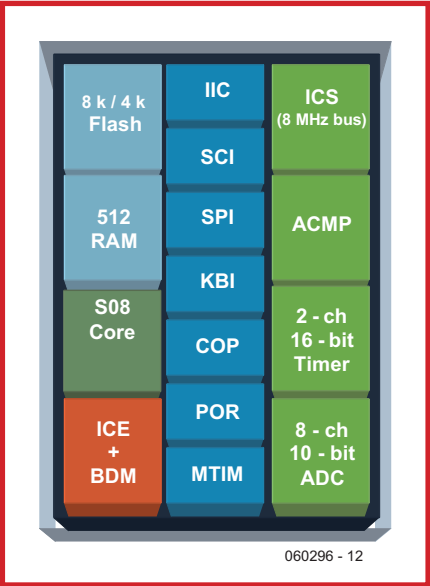 8 k / 4 k
Flash
512
RAM
S08
Core
ICE
+
BDM
IIC
SCI
SPI
KBI
COP
POR
MTIM
ICS
(8 MHz bus)
ACMP
2 - ch
16 - bit
Timer
8 - ch
10 - bit
ADC
060296 - 12